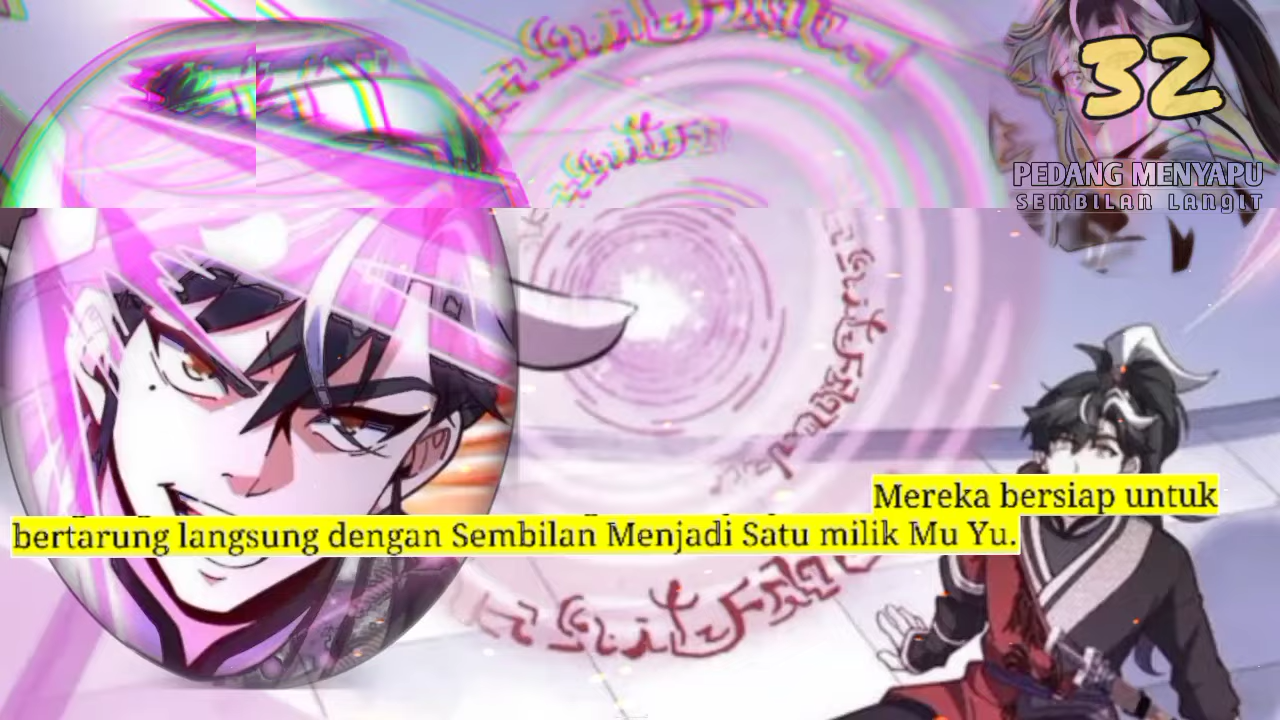 32
PEDANG MENYAPU
SEMBILAN LANGIT
Mereka bersiap untuk
bertarung langsung dengan Sembilan Menjadi Satu milik Mu Yu.